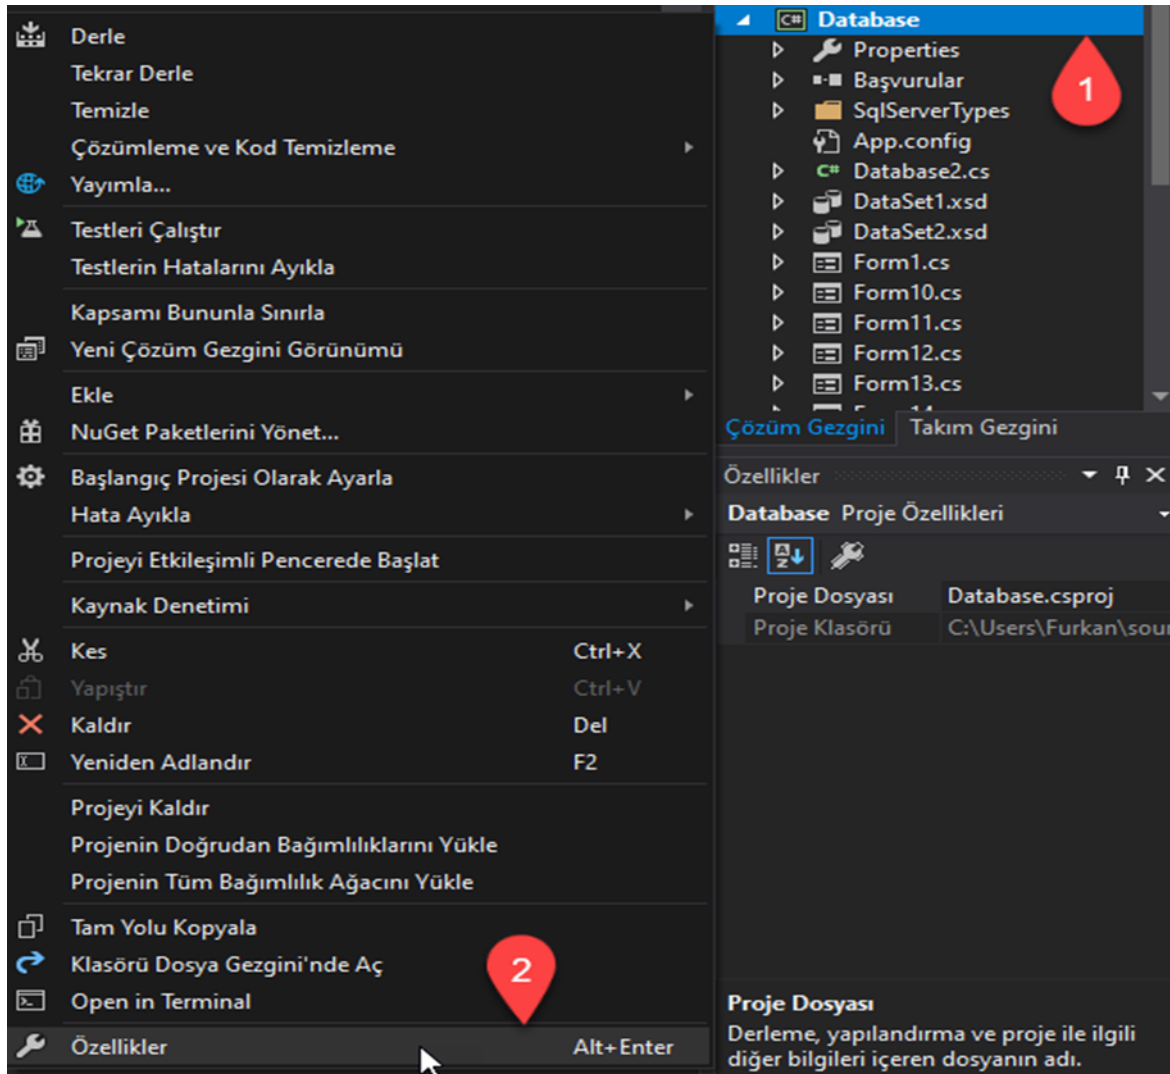 Derle
Tekrar Derle
Temizle
Çözümleme ve Kod Temizleme
Yayımla...
Testleri Çalıştır
Testlerin Hatalarını Ayıkla
Kapsamı Bununla Sınırla
Yeni Çözüm Gezgini Görünümü
Ekle
NuGet Paketlerini Yönet...
Başlangıç Projesi Olarak Ayarla
Hata Ayıkla
Projeyi Etkileşimli Pencerede Başlat
Kaynak Denetimi
Kes Ctrl+X
Yapıştır Ctrl+V
Kaldır Del
Yeniden Adlandır F2
Projeyi Kaldır
Projenin Doğrudan Bağımlılıklarını Yükle
Projenin Tüm Bağımlılık Ağacını Yükle
Tam Yolu Kopyala
Klasörü Dosya Gezgini'nde Aç
2
Open in Terminal
Özellikler Alt+Enter
C# Database
1
Properties
Başvurular
SqlServerTypes
App.config
C# Database2.cs
DataSet1.xsd
DataSet2.xsd
Form1.cs
Form10.cs
Form11.cs
Form12.cs
Form13.cs
Çözüm Gezgini Takım Gezgini
Özellikler
Database Proje Özellikleri
Proje Dosyası Database.csproj
Proje Klasörü C:\Users\Furkan\sour
Proje Dosyası
Derleme, yapılandırma ve proje ile ilgili
diğer bilgileri içeren dosyanın adı.